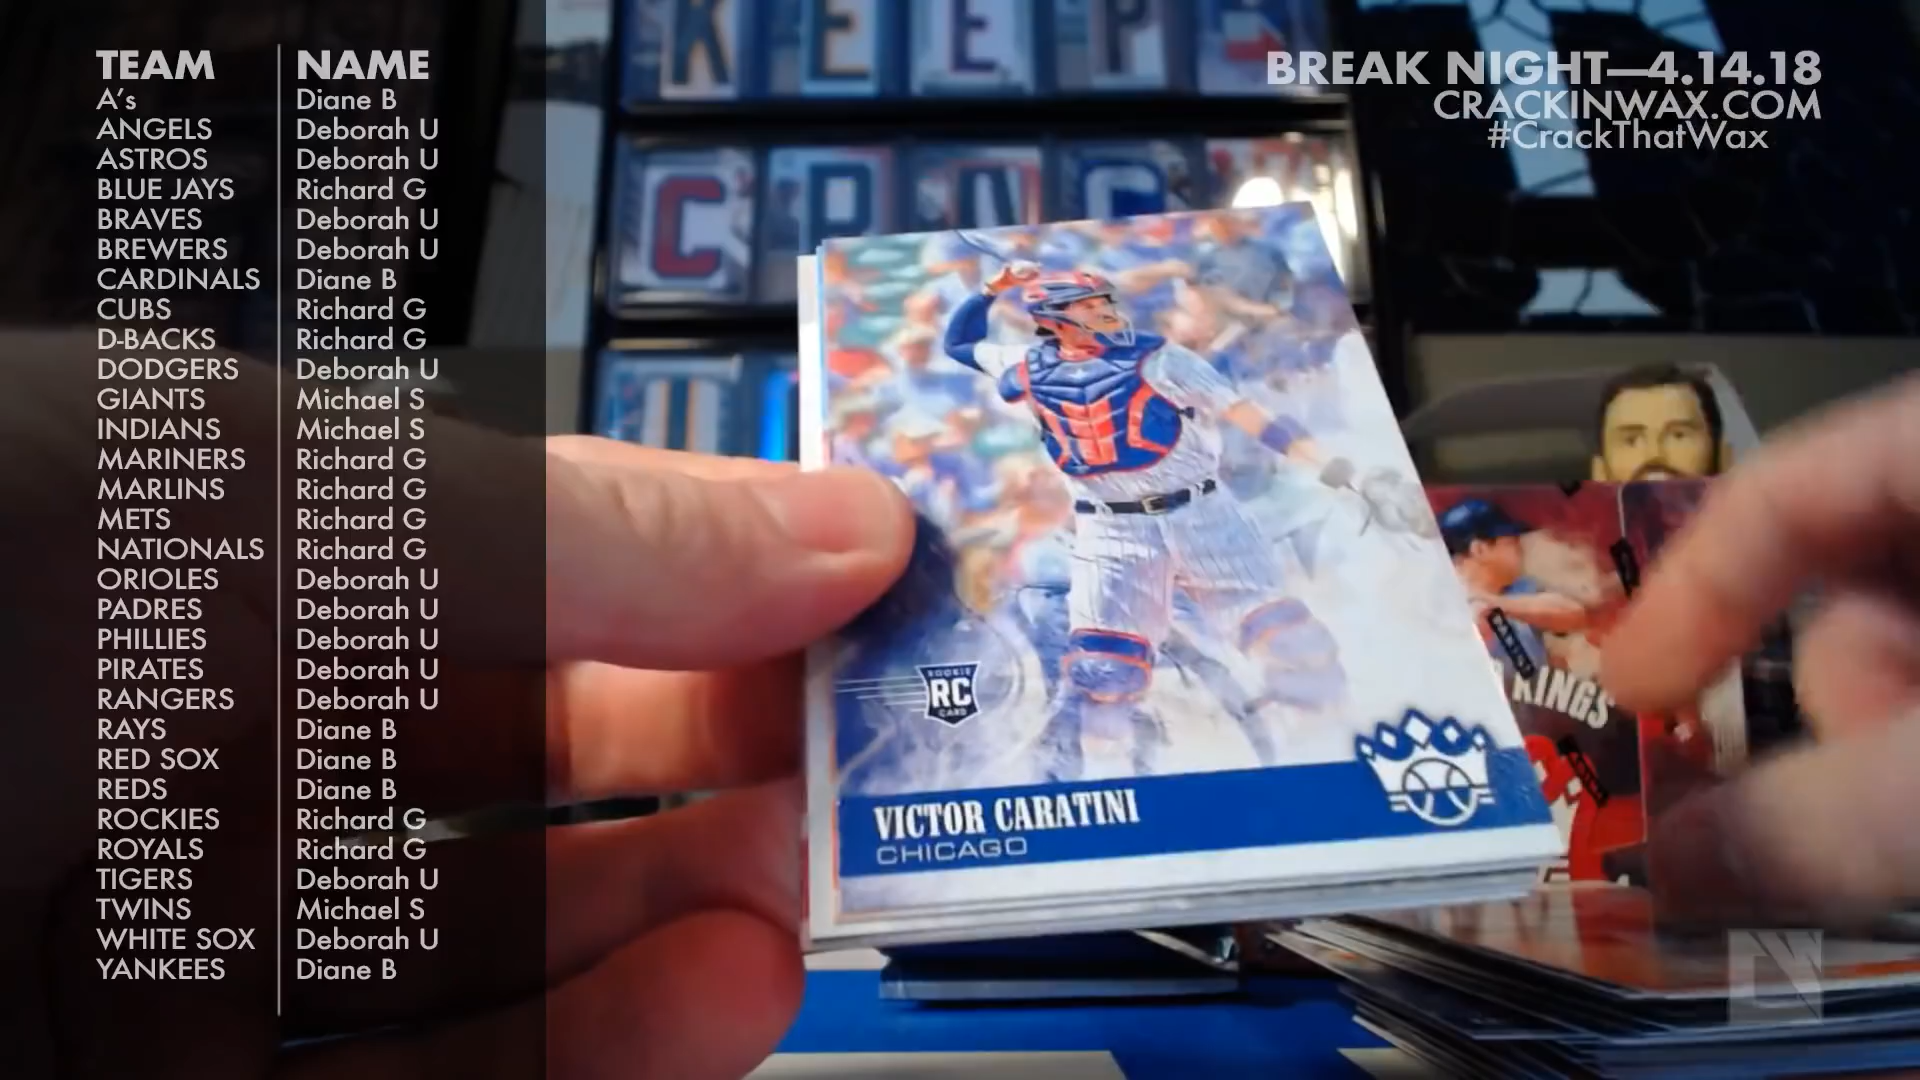 TEAM NAME
A's Diane B
ANGELS Deborah U
ASTROS Deborah U
BLUE JAYS Richard G
BRAVES Deborah U
BREWERS Deborah U
CARDINALS Diane B
CUBS Richard G
D-BACKS Richard G
DODGERS Deborah U
GIANTS Michael S
INDIANS Michael S
MARINERS Richard G
MARLINS Richard G
METS Richard G
NATIONALS Richard G
ORIOLES Deborah U
PADRES Deborah U
PHILLIES Deborah U
PIRATES Deborah U
RANGERS Deborah U
RAYS Diane B
RED SOX Diane B
REDS Diane B
ROCKIES Richard G
ROYALS Richard G
TIGERS Deborah U
TWINS Michael S
WHITE SOX Deborah U
YANKEES Diane B
BREAK NIGHT—4.14.18
CRACKINWAX.COM
#CrackThatWax
KEEP
ROOKIE
RC
CARD
VICTOR CARATINI
CHICAGO
KINGS